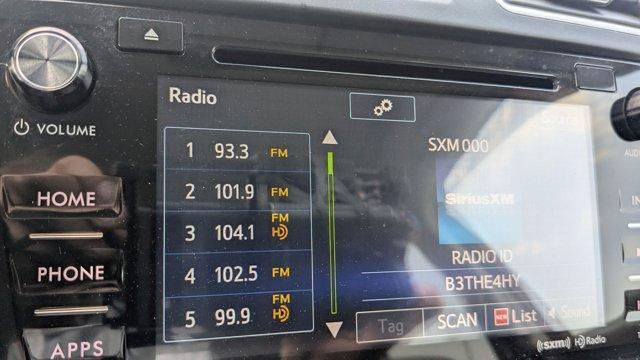 Radio
Source
VOLUME
SXM 000
1 93.3 FM
2 101.9 FM
SiriusXM
HOME
3 104.1 FM HD
RADIO ID
4 102.5 FM
B3THE4HY
PHONE
5 99.9 FM HD
Tag SCAN NEW List Sound
APPS
((sxm)) HD Radio